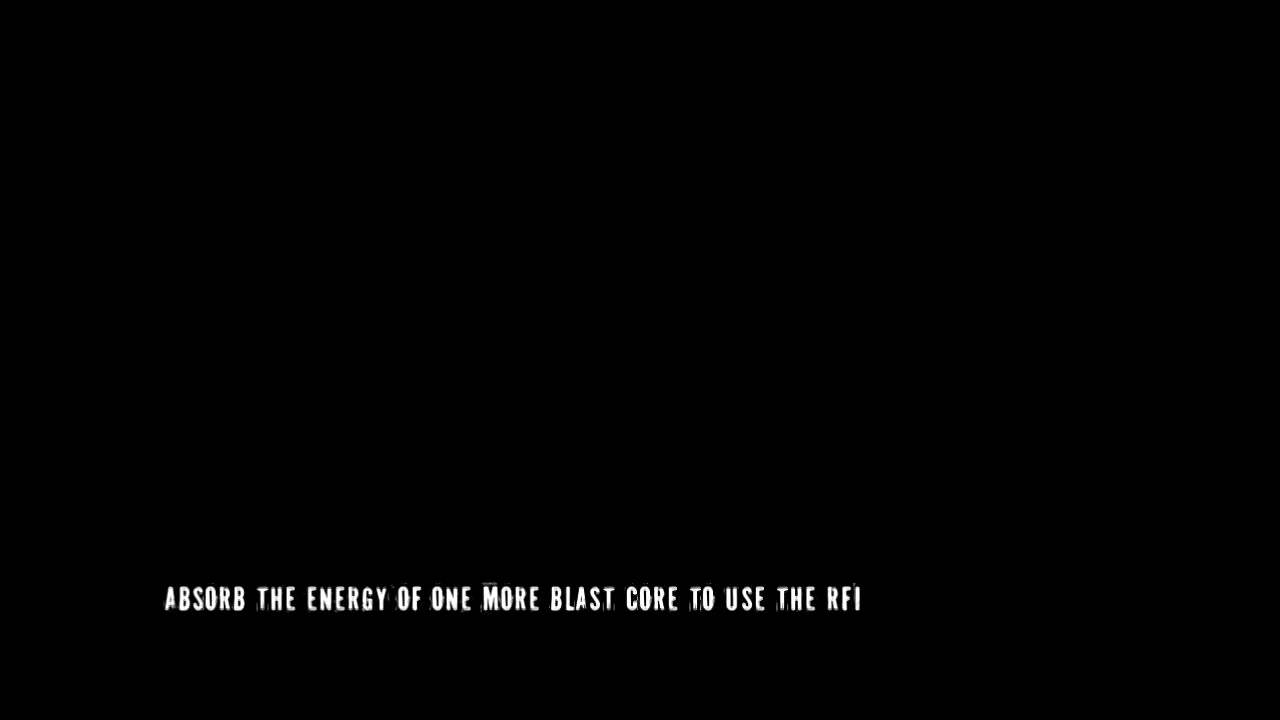 ABSORB THE ENERGY OF ONE MORE BLAST CORE TO USE THE RFI